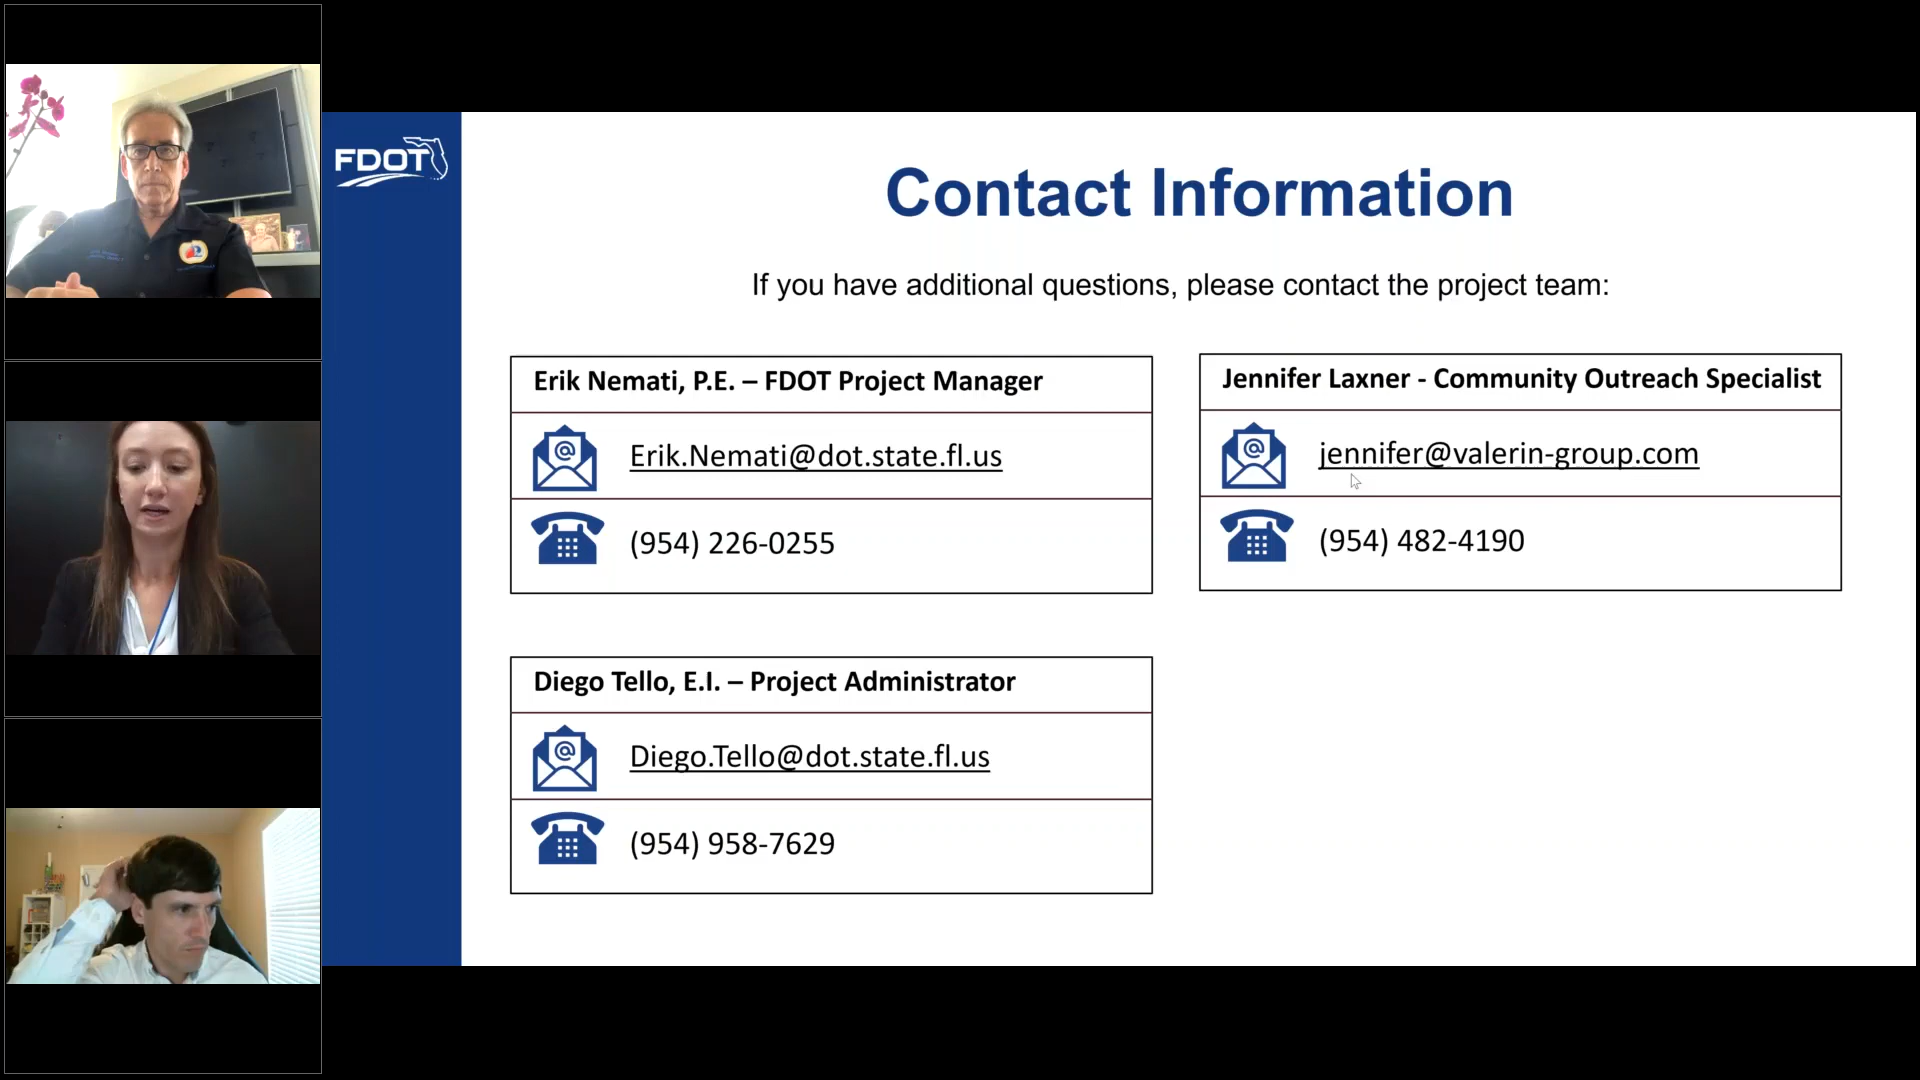 FDOT
Contact Information
If you have additional questions, please contact the project team:
Erik Nemati, P.E. – FDOT Project Manager
Erik.Nemati@dot.state.fl.us
(954) 226-0255
Jennifer Laxner - Community Outreach Specialist
jennifer@valerin-group.com
(954) 482-4190
Diego Tello, E.I. – Project Administrator
Diego.Tello@dot.state.fl.us
(954) 958-7629